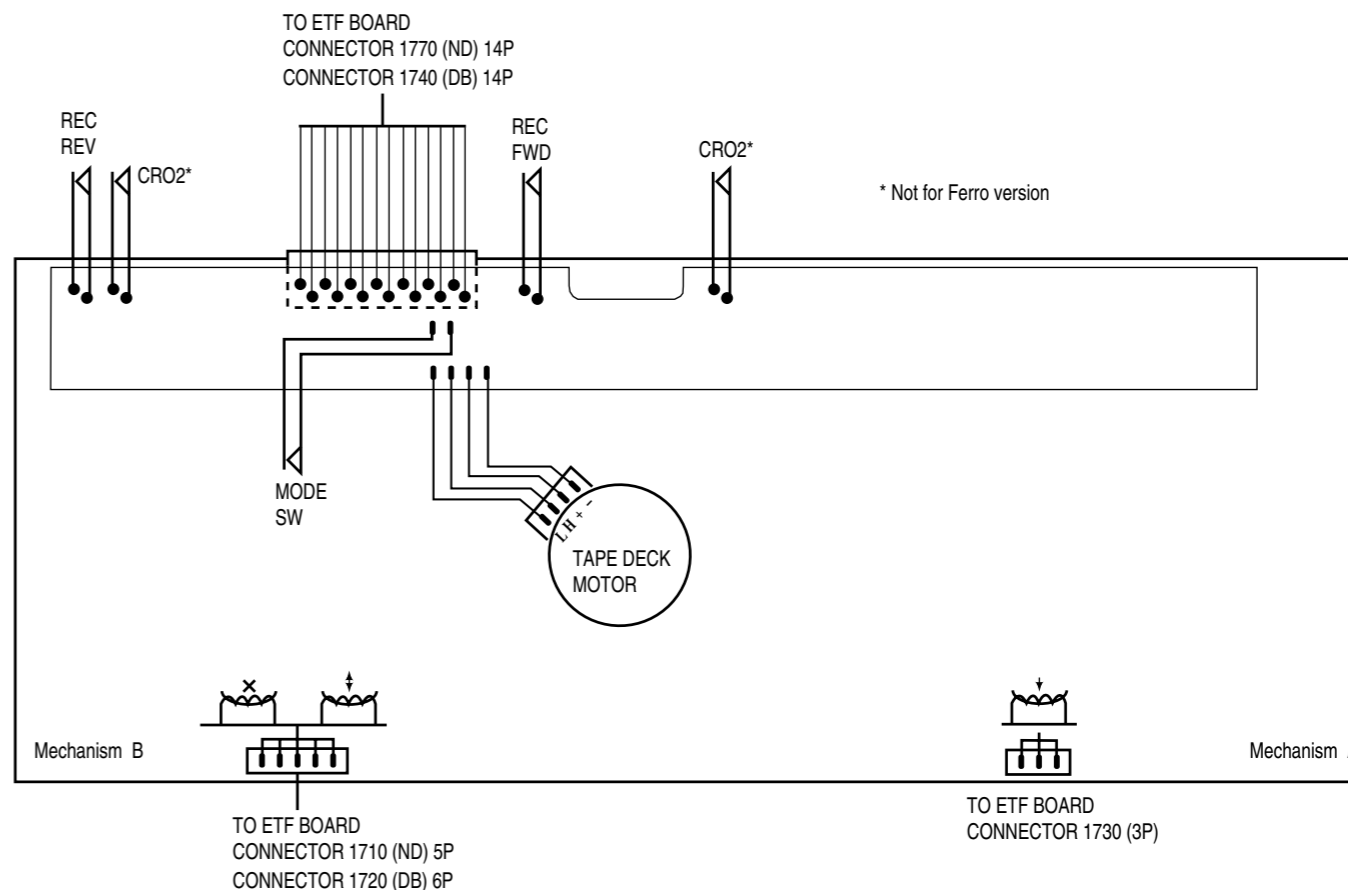 TO ETF BOARD
CONNECTOR 1770 (ND) 14P
CONNECTOR 1740 (DB) 14P
REC
REV
CRO2*
REC
FWD
CRO2*
* Not for Ferro version
MODE
SW
L H + -
TAPE DECK
MOTOR
Mechanism B
Mechanism
TO ETF BOARD
CONNECTOR 1710 (ND) 5P
CONNECTOR 1720 (DB) 6P
TO ETF BOARD
CONNECTOR 1730 (3P)